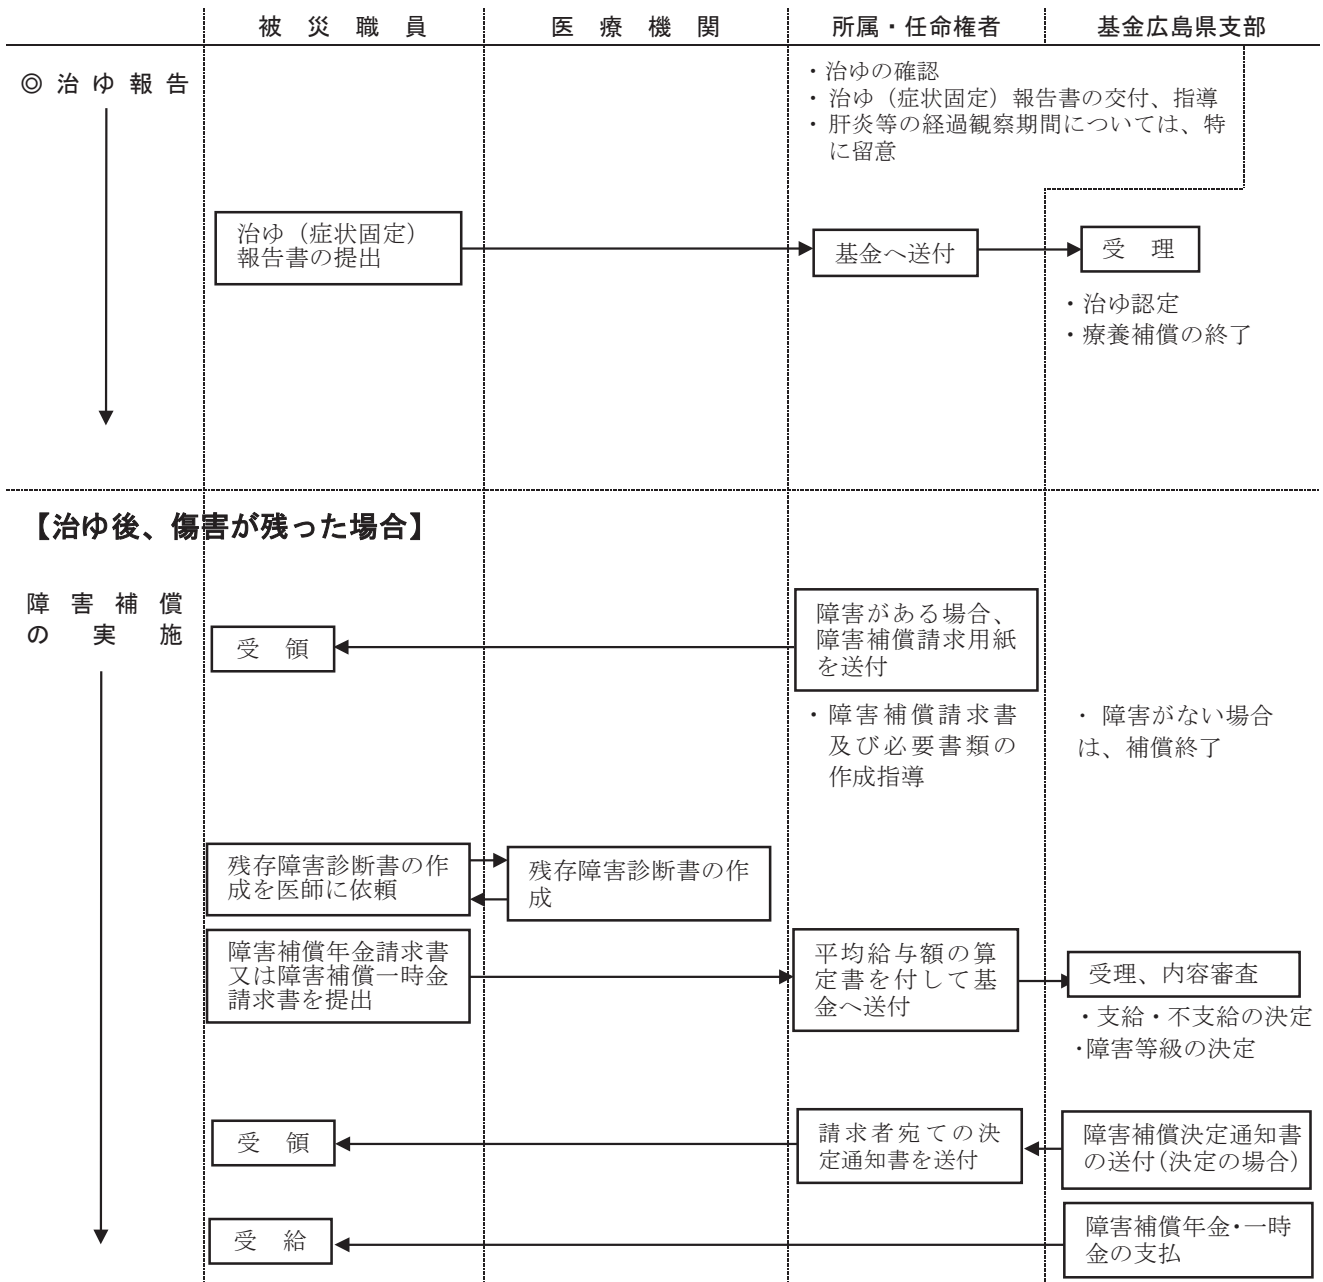 被災職員
医療機関
所属・任命権者
基金広島県支部
◎治ゆ報告
・治ゆの確認
・治ゆ（症状固定）報告書の交付、指導
・肝炎等の経過観察期間については、特
に留意
治ゆ（症状固定）
報告書の提出
基金へ送付
受　理
・治ゆ認定
・療養補償の終了
【治ゆ後、傷害が残った場合】
障害補償
の実施
受　領
障害がある場合、
障害補償請求用紙
を送付
・障害補償請求書
及び必要書類の
作成指導
・ 障害がない場合
は、補償終了
残存障害診断書の作
成を医師に依頼
残存障害診断書の作
成
障害補償年金請求書
又は障害補償一時金
請求書を提出
平均給与額の算
定書を付して基
金へ送付
受理、内容審査
・支給・不支給の決定
・障害等級の決定
受　領
請求者宛ての決
定通知書を送付
障害補償決定通知書
の送付（決定の場合）
受　給
障害補償年金・一時
金の支払